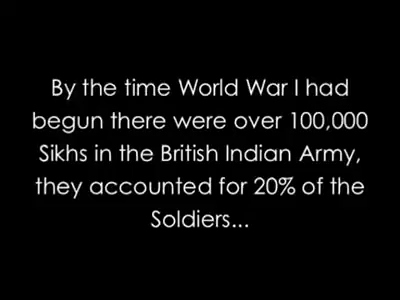 By the time World War I had
begun there were over 100,000
Sikhs in the British Indian Army,
they accounted for 20% of the
Soldiers...